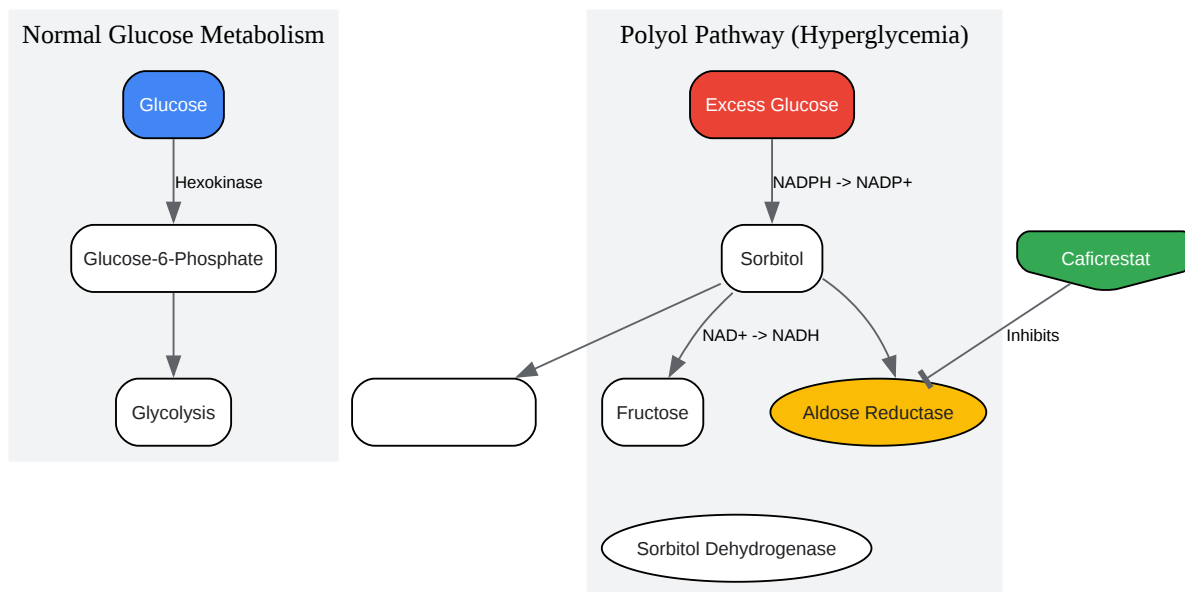 Normal Glucose Metabolism
Polyol Pathway (Hyperglycemia)
Glucose
Excess Glucose
Hexokinase
NADPH -> NADP+
Glucose-6-Phosphate
Sorbitol
Caficrestat
NAD+ -> NADH
Inhibits
Glycolysis
Fructose
Aldose Reductase
Sorbitol Dehydrogenase